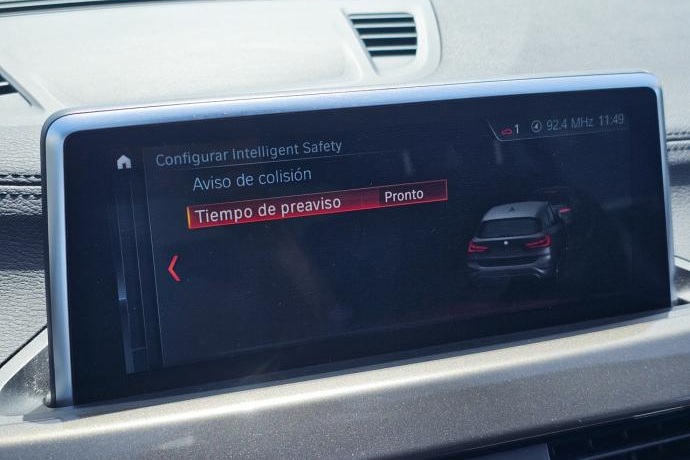 1 92.4 MHz 11:49
Configurar Intelligent Safety
Aviso de colisión
Tiempo de preaviso Pronto